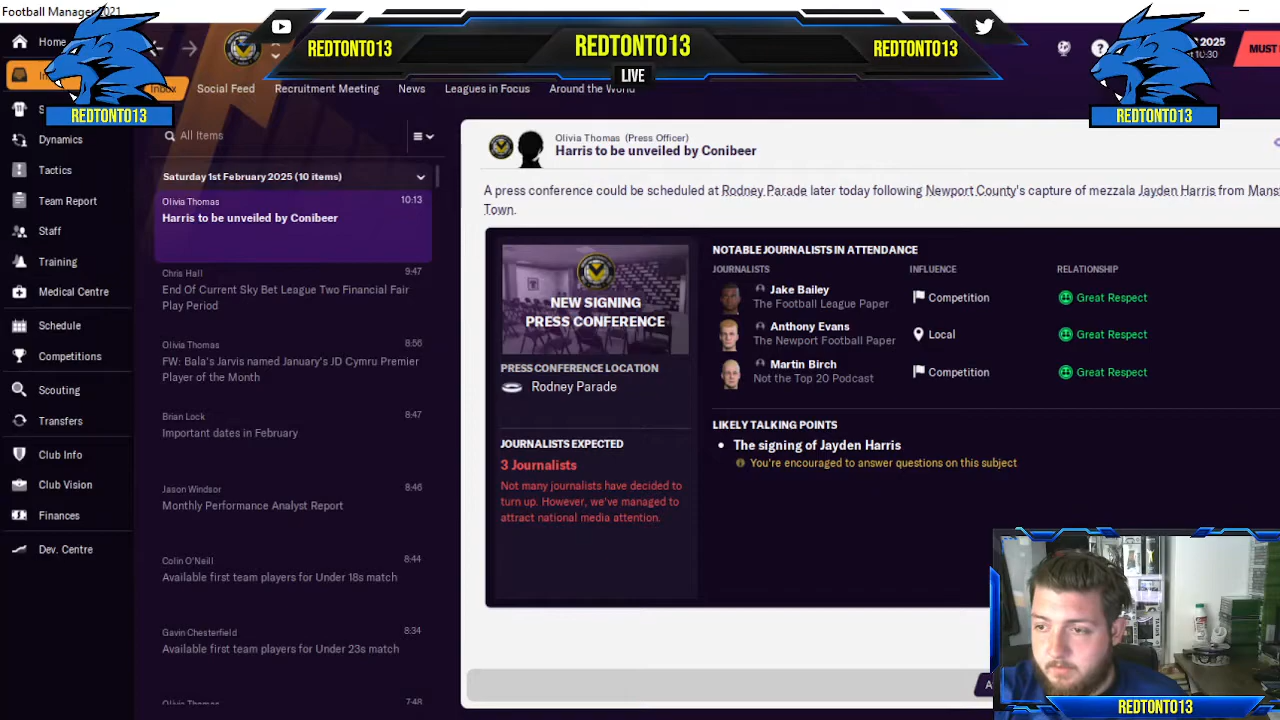 Football Manager 2021
REDTONTO13
REDTONTO13
REDTONTO13
LIVE
REDTONTO13
REDTONTO13
2025
10:30
MUST
Home
Inbox
Social Feed
Recruitment Meeting
News
Leagues in Focus
Around the World
Dynamics
Tactics
Team Report
Staff
Training
Medical Centre
Schedule
Competitions
Scouting
Transfers
Club Info
Club Vision
Finances
Dev. Centre
All Items
Saturday 1st February 2025 (10 items)
Olivia Thomas 10:13
Harris to be unveiled by Conibeer
Chris Hall 9:47
End Of Current Sky Bet League Two Financial Fair
Play Period
Olivia Thomas 8:56
FW: Bala's Jarvis named January's JD Cymru Premier
Player of the Month
Brian Lock 8:47
Important dates in February
Jason Windsor 8:46
Monthly Performance Analyst Report
Colin O'Neill 8:44
Available first team players for Under 18s match
Gavin Chesterfield 8:34
Available first team players for Under 23s match
Olivia Thomas 7:48
Olivia Thomas (Press Officer)
Harris to be unveiled by Conibeer
A press conference could be scheduled at Rodney Parade later today following Newport County's capture of mezzala Jayden Harris from Mans
Town.
NEW SIGNING
PRESS CONFERENCE
PRESS CONFERENCE LOCATION
Rodney Parade
JOURNALISTS EXPECTED
3 Journalists
Not many journalists have decided to
turn up. However, we've managed to
attract national media attention.
NOTABLE JOURNALISTS IN ATTENDANCE
JOURNALISTS INFLUENCE RELATIONSHIP
Jake Bailey
The Football League Paper
Competition
Great Respect
Anthony Evans
The Newport Football Paper
Local
Great Respect
Martin Birch
Not the Top 20 Podcast
Competition
Great Respect
LIKELY TALKING POINTS
• The signing of Jayden Harris
You're encouraged to answer questions on this subject
REDTONTO13